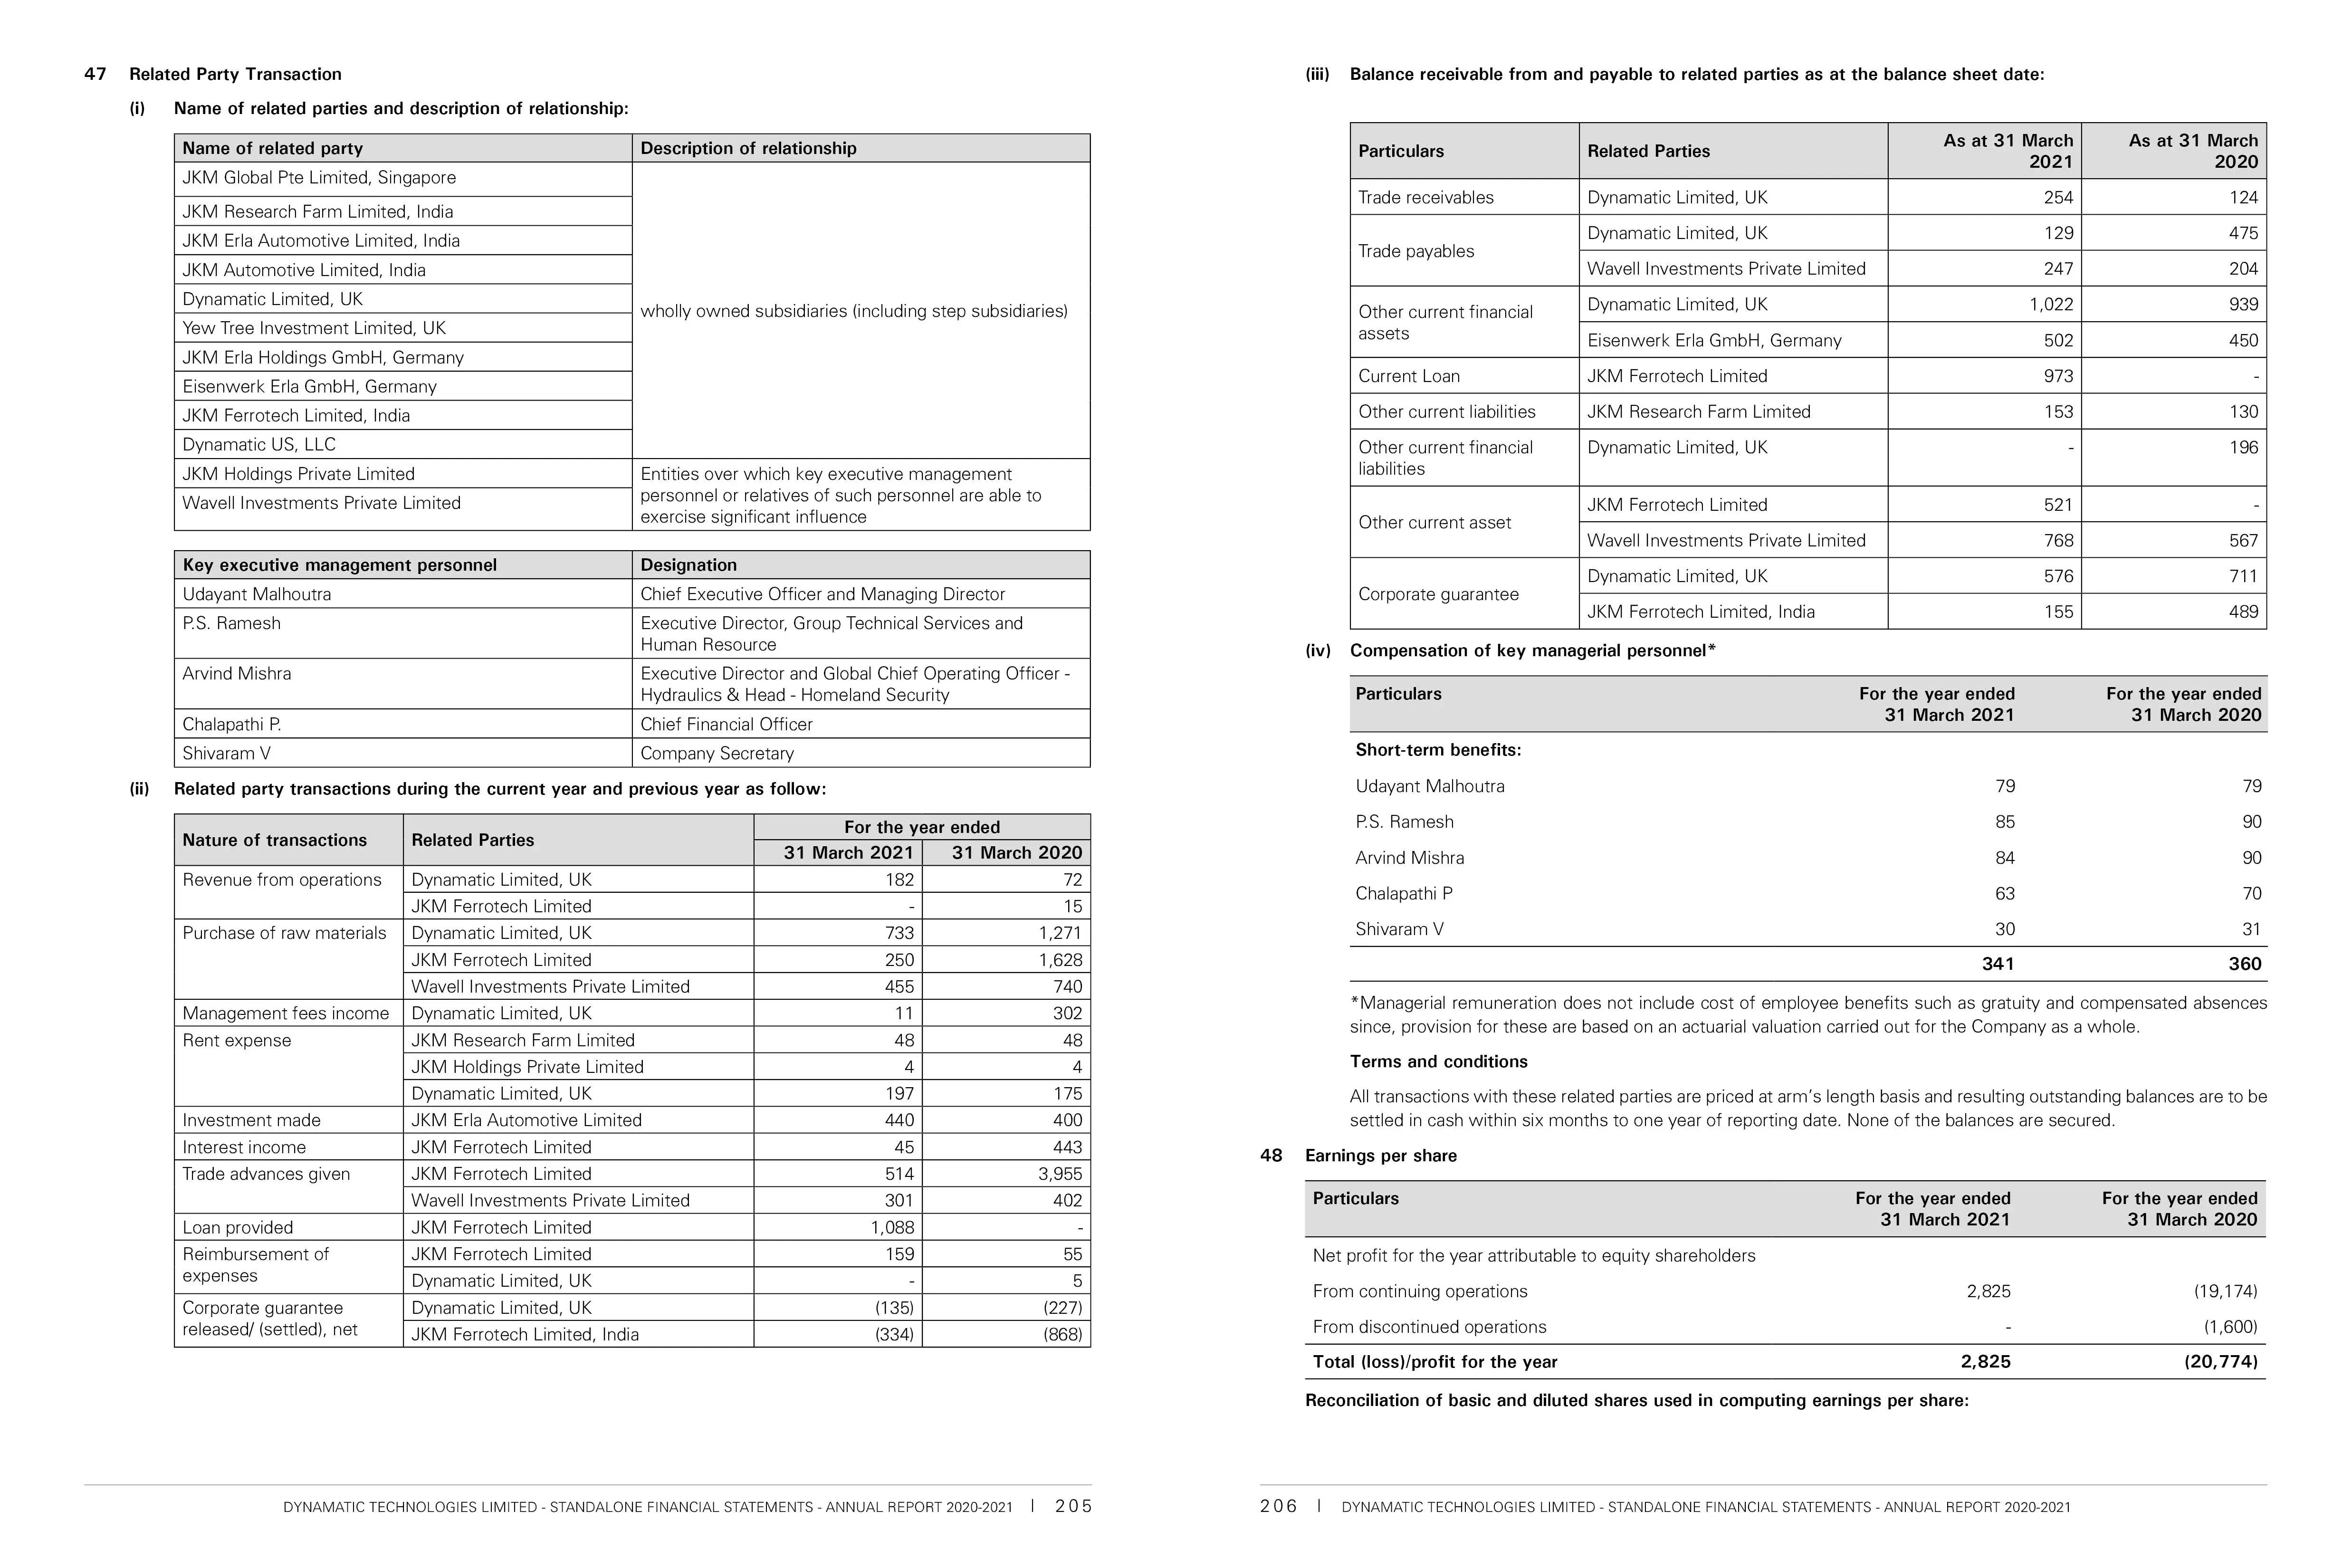 47 Related Party Transaction
(i) Name of related parties and description of relationship:
Name of related party Description of relationship
JKM Global Pte Limited, Singapore
JKM Research Farm Limited, India
JKM Erla Automotive Limited, India
JKM Automotive Limited, India
Dynamatic Limited, UK
wholly owned subsidiaries (including step subsidiaries)
Yew Tree Investment Limited, UK
JKM Erla Holdings GmbH, Germany
Eisenwerk Erla GmbH, Germany
JKM Ferrotech Limited, India
Dynamatic US, LLC
JKM Holdings Private Limited Entities over which key executive management
personnel or relatives of such personnel are able to
Wavell Investments Private Limited
exercise significant influence
Key executive management personnel Designation
Udayant Malhoutra Chief Executive Officer and Managing Director
P.S. Ramesh Executive Director, Group Technical Services and
Human Resource
Arvind Mishra Executive Director and Global Chief Operating Officer -
Hydraulics & Head - Homeland Security
Chalapathi P. Chief Financial Officer
Shivaram V Company Secretary
(ii) Related party transactions during the current year and previous year as follow:
Nature of transactions Related Parties For the year ended
31 March 2021 31 March 2020
Revenue from operations Dynamatic Limited, UK 182 72
JKM Ferrotech Limited - 15
Purchase of raw materials Dynamatic Limited, UK 733 1,271
JKM Ferrotech Limited 250 1,628
Wavell Investments Private Limited 455 740
Management fees income Dynamatic Limited, UK 11 302
Rent expense JKM Research Farm Limited 48 48
JKM Holdings Private Limited 4 4
Dynamatic Limited, UK 197 175
Investment made JKM Erla Automotive Limited 440 400
Interest income JKM Ferrotech Limited 45 443
Trade advances given JKM Ferrotech Limited 514 3,955
Wavell Investments Private Limited 301 402
Loan provided JKM Ferrotech Limited 1,088 -
Reimbursement of JKM Ferrotech Limited 159 55
expenses Dynamatic Limited, UK - 5
Corporate guarantee Dynamatic Limited, UK (135) (227)
released/ (settled), net JKM Ferrotech Limited, India (334) (868)
DYNAMATIC TECHNOLOGIES LIMITED - STANDALONE FINANCIAL STATEMENTS - ANNUAL REPORT 2020-2021 | 205
(iii) Balance receivable from and payable to related parties as at the balance sheet date:
Particulars Related Parties As at 31 March As at 31 March
2021 2020
Trade receivables Dynamatic Limited, UK 254 124
Trade payables Dynamatic Limited, UK 129 475
Wavell Investments Private Limited 247 204
Other current financial Dynamatic Limited, UK 1,022 939
assets Eisenwerk Erla GmbH, Germany 502 450
Current Loan JKM Ferrotech Limited 973 -
Other current liabilities JKM Research Farm Limited 153 130
Other current financial Dynamatic Limited, UK - 196
liabilities
Other current asset JKM Ferrotech Limited 521 -
Wavell Investments Private Limited 768 567
Corporate guarantee Dynamatic Limited, UK 576 711
JKM Ferrotech Limited, India 155 489
(iv) Compensation of key managerial personnel*
Particulars For the year ended For the year ended
31 March 2021 31 March 2020
Short-term benefits:
Udayant Malhoutra 79 79
P.S. Ramesh 85 90
Arvind Mishra 84 90
Chalapathi P 63 70
Shivaram V 30 31
341 360
*Managerial remuneration does not include cost of employee benefits such as gratuity and compensated absences
since, provision for these are based on an actuarial valuation carried out for the Company as a whole.
Terms and conditions
All transactions with these related parties are priced at arm's length basis and resulting outstanding balances are to be
settled in cash within six months to one year of reporting date. None of the balances are secured.
48 Earnings per share
Particulars For the year ended For the year ended
31 March 2021 31 March 2020
Net profit for the year attributable to equity shareholders
From continuing operations 2,825 (19,174)
From discontinued operations - (1,600)
Total (loss)/profit for the year 2,825 (20,774)
Reconciliation of basic and diluted shares used in computing earnings per share:
206 | DYNAMATIC TECHNOLOGIES LIMITED - STANDALONE FINANCIAL STATEMENTS - ANNUAL REPORT 2020-2021